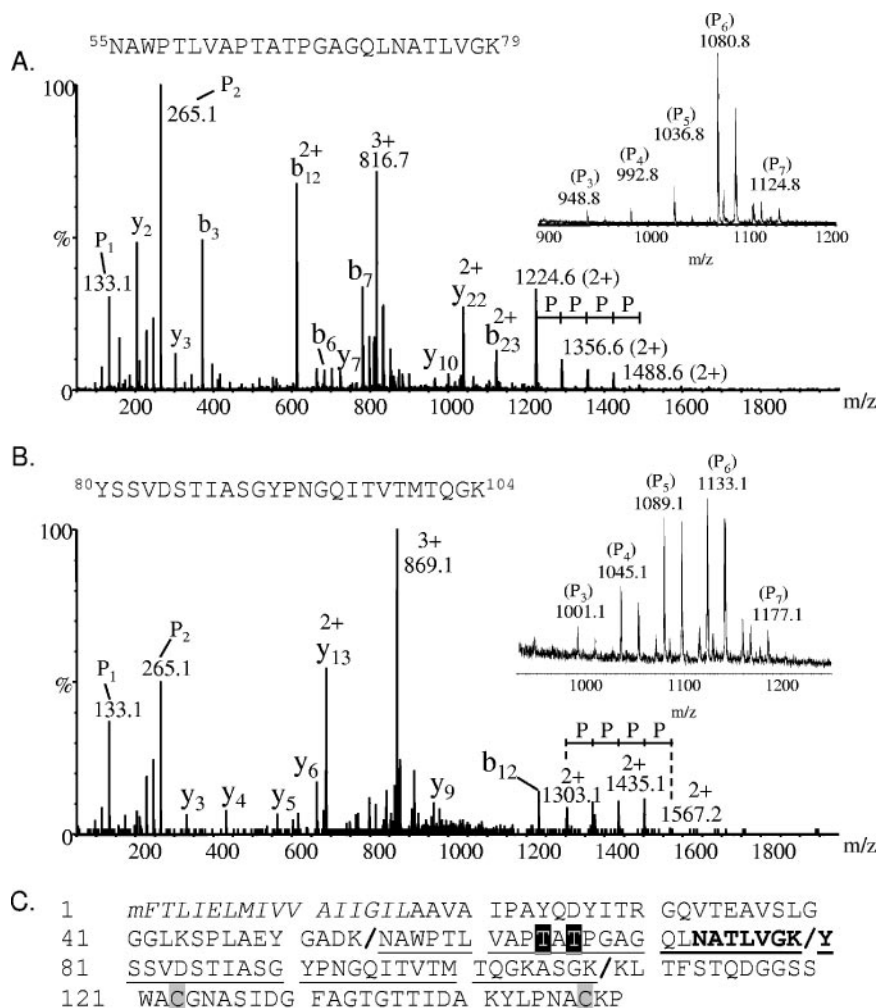 A.
⁵⁵NAWPTLVAPTATPGAGQLNATLVGK⁷⁹
100
%
0
P₁
133.1
y₂
P₂
265.1
y₃
b₃
2+
b₁₂
b₆
y₇
b₇
3+
816.7
y₁₀
2+
y₂₂
2+
b₂₃
1224.6 (2+)
P P P P
1356.6 (2+)
1488.6 (2+)
200 400 600 800 1000 1200 1400 1600 1800 m/z
(P₃)
948.8
(P₄)
992.8
(P₅)
1036.8
(P₆)
1080.8
(P₇)
1124.8
900 1000 1100 1200
m/z
B.
⁸⁰YSSVDSTIASGYPNGQITVTMTQGK¹⁰⁴
100
%
0
P₁
133.1
P₂
265.1
y₃
y₄
y₅
y₆
2+
y₁₃
3+
869.1
y₉
b₁₂
P P P P
2+
1303.1
2+
1435.1
2+
1567.2
200 400 600 800 1000 1200 1400 1600 1800 m/z
(P₃)
1001.1
(P₄)
1045.1
(P₅)
1089.1
(P₆)
1133.1
(P₇)
1177.1
1000 1100 1200
m/z
C.
1 mFTLIELMIVV AIIGILAAVA IPAYQDYITR GQVTEAVSLG
41 GGLKSPLAEY GADK/NAWPTL VAPTATPGAG QLNATLVGK/Y
81 SSVDSTIASG YPNGQITVTM TQGKASGK/KL TFSTQDGGSS
121 WACGNASIDG FAGTGTTIDA KYLPNACKP